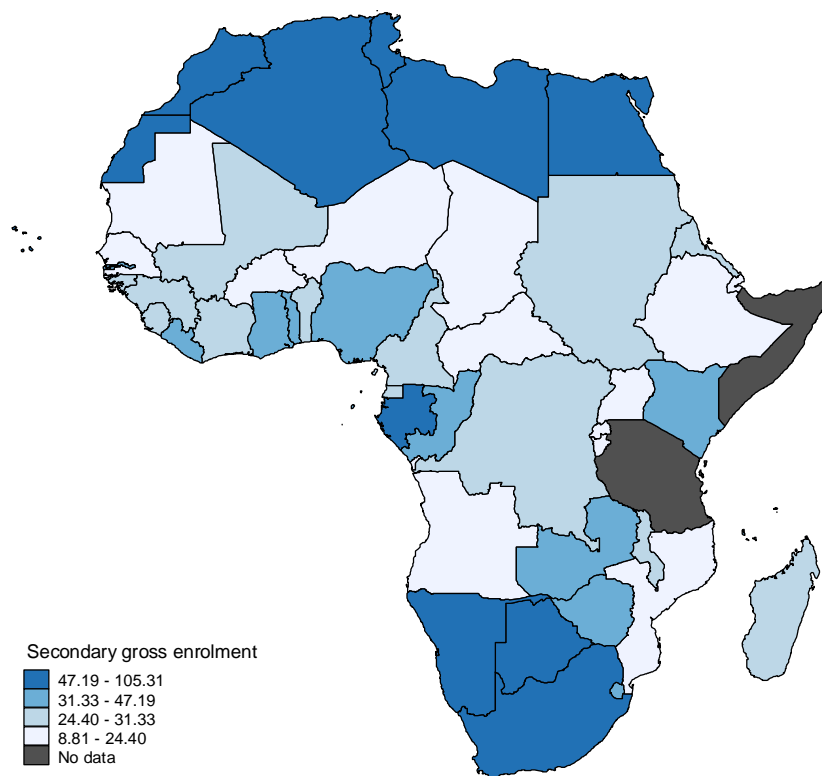 Secondary gross enrolment
47.19 - 105.31
31.33 - 47.19
24.40 - 31.33
8.81 - 24.40
No data